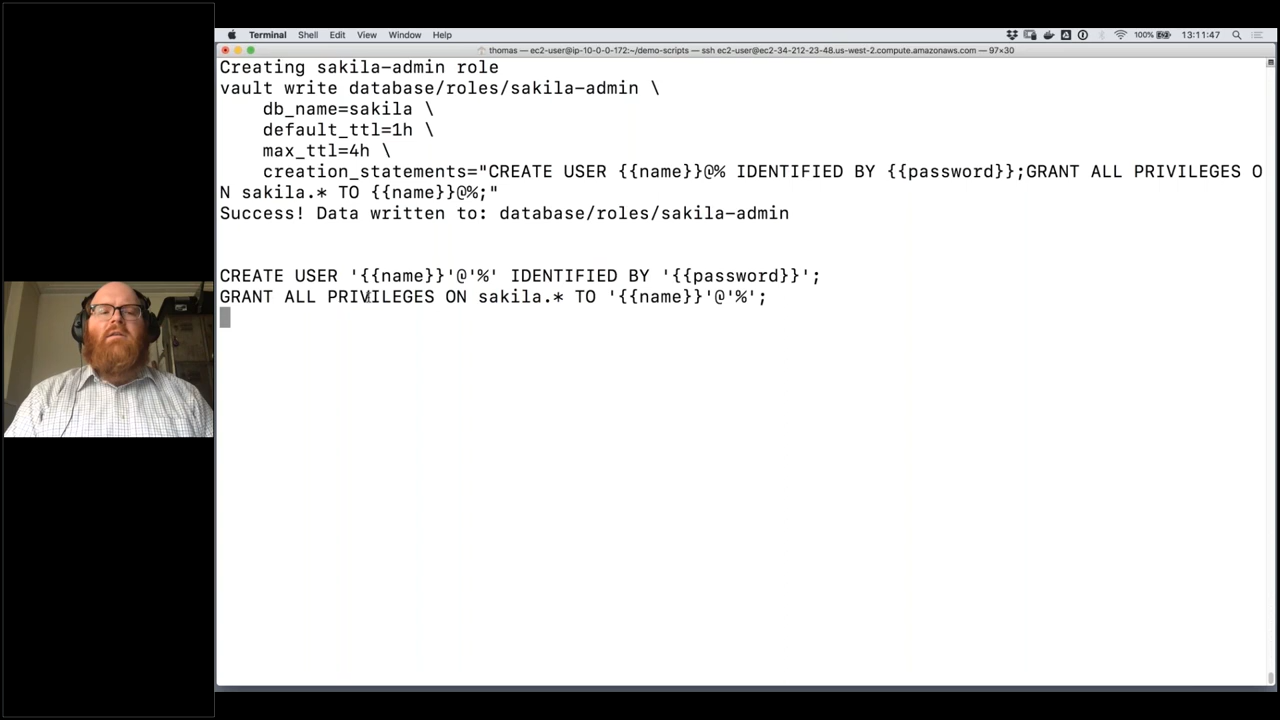 Terminal Shell Edit View Window Help 100% 13:11:47
thomas — ec2-user@ip-10-0-0-172:~/demo-scripts — ssh ec2-user@ec2-34-212-23-48.us-west-2.compute.amazonaws.com — 97×30
Creating sakila-admin role
vault write database/roles/sakila-admin \
    db_name=sakila \
    default_ttl=1h \
    max_ttl=4h \
    creation_statements="CREATE USER {{name}}@% IDENTIFIED BY {{password}};GRANT ALL PRIVILEGES O
N sakila.* TO {{name}}@%;"
Success! Data written to: database/roles/sakila-admin
CREATE USER '{{name}}'@'%' IDENTIFIED BY '{{password}}';
GRANT ALL PRIVILEGES ON sakila.* TO '{{name}}'@'%';